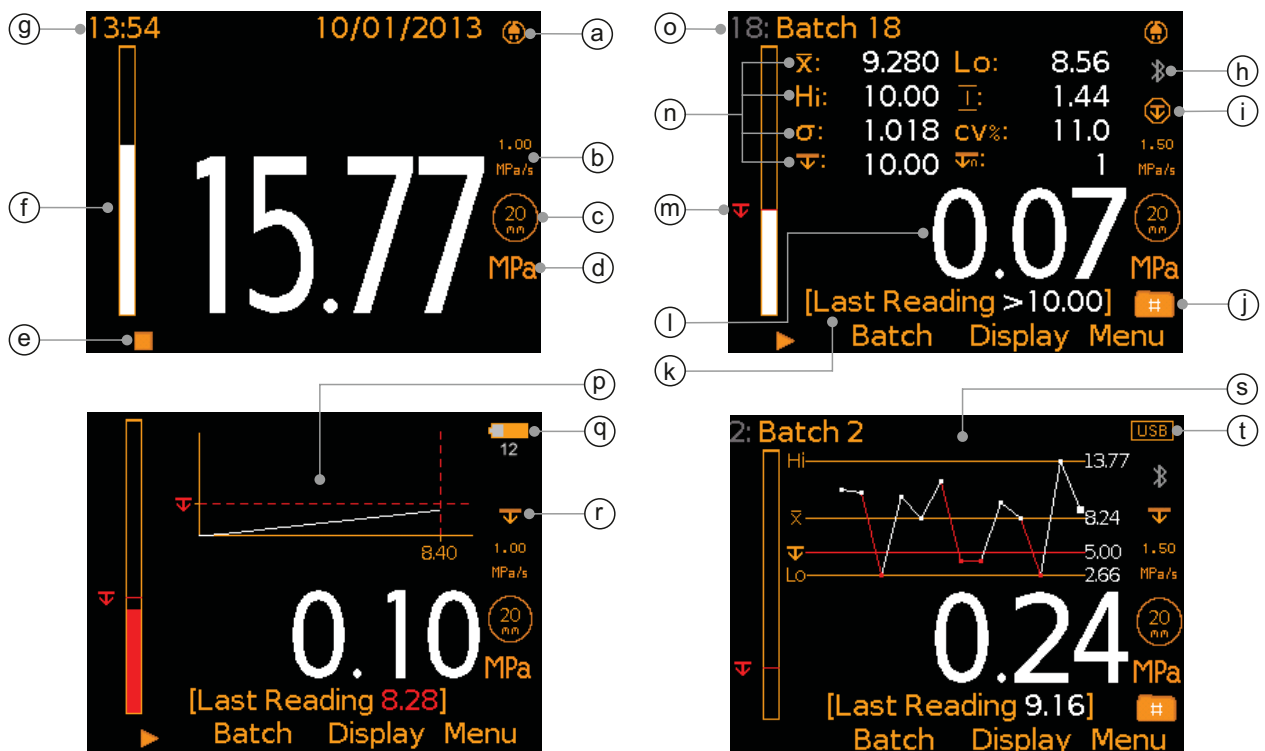 g 13:54 10/01/2013 a
1.00 b
MPa/s
f 15.77 20 c
mm
MPa d
e
o 18: Batch 18
x̅: 9.280 Lo: 8.56 h
n Hi: 10.00 I: 1.44 i
σ: 1.018 cv%: 11.0 1.50
10.00 n: 1 MPa/s
m 20
mm
0.07 MPa
l [Last Reading >10.00] # j
k Batch Display Menu
p q
12
r
8.40 1.00
MPa/s
0.10 20
mm
MPa
[Last Reading 8.28]
Batch Display Menu
s
2: Batch 2 USB t
Hi 13.77
x̅ 8.24
5.00 1.50
Lo 2.66 MPa/s
0.24 20
mm
MPa
[Last Reading 9.16] #
Batch Display Menu